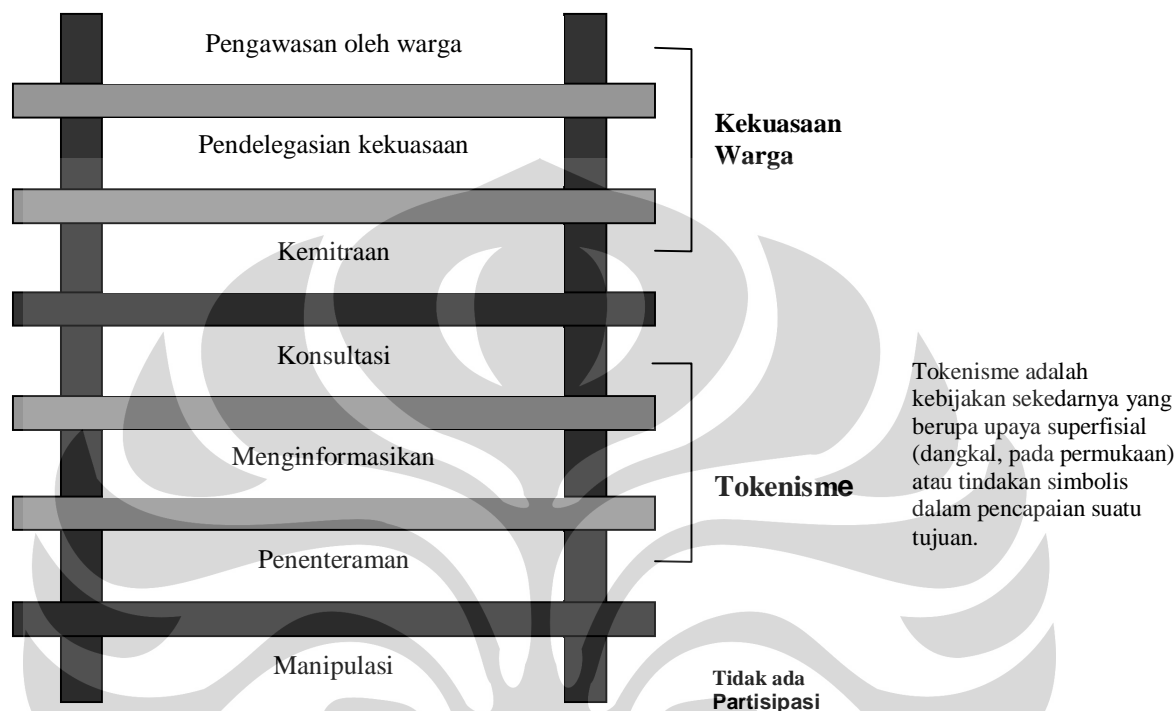 Pengawasan oleh warga
Pendelegasian kekuasaan
Kemitraan
Konsultasi
Menginformasikan
Penenteraman
Manipulasi
Kekuasaan
Warga
Tokenisme
Tidak ada
Partisipasi
Tokenisme adalah
kebijakan sekedarnya yang
berupa upaya superfisial
(dangkal, pada permukaan)
atau tindakan simbolis
dalam pencapaian suatu
tujuan.